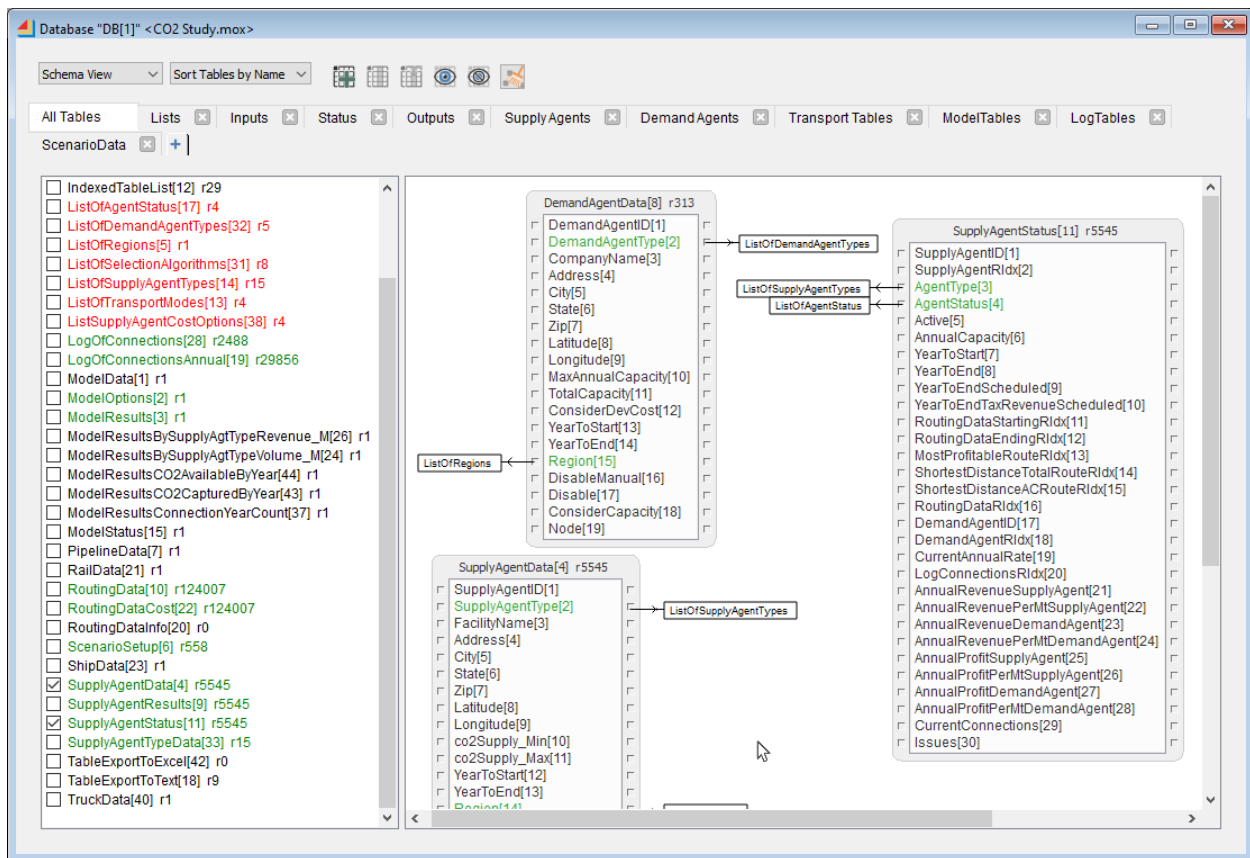 Database "DB[1]" <CO2 Study.mox>
Schema View
Sort Tables by Name
All Tables
Lists
Inputs
Status
Outputs
Supply Agents
Demand Agents
Transport Tables
ModelTables
LogTables
ScenarioData
+
IndexedTableList[12] r29
ListOfAgentStatus[17] r4
ListOfDemandAgentTypes[32] r5
ListOfRegions[5] r1
ListOfSelectionAlgorithms[31] r8
ListOfSupplyAgentTypes[14] r15
ListOfTransportModes[13] r4
ListSupplyAgentCostOptions[38] r4
LogOfConnections[28] r2488
LogOfConnectionsAnnual[19] r29856
ModelData[1] r1
ModelOptions[2] r1
ModelResults[3] r1
ModelResultsBySupplyAgtTypeRevenue_M[26] r1
ModelResultsBySupplyAgtTypeVolume_M[24] r1
ModelResultsCO2AvailableByYear[44] r1
ModelResultsCO2CapturedByYear[43] r1
ModelResultsConnectionYearCount[37] r1
ModelStatus[15] r1
PipelineData[7] r1
RailData[21] r1
RoutingData[10] r124007
RoutingDataCost[22] r124007
RoutingDataInfo[20] r0
ScenarioSetup[6] r558
ShipData[23] r1
SupplyAgentData[4] r5545
SupplyAgentResults[9] r5545
SupplyAgentStatus[11] r5545
SupplyAgentTypeData[33] r15
TableExportToExcel[42] r0
TableExportToText[18] r9
TruckData[40] r1
DemandAgentData[8] r313
DemandAgentID[1]
DemandAgentType[2]
CompanyName[3]
Address[4]
City[5]
State[6]
Zip[7]
Latitude[8]
Longitude[9]
MaxAnnualCapacity[10]
TotalCapacity[11]
ConsiderDevCost[12]
YearToStart[13]
YearToEnd[14]
Region[15]
DisableManual[16]
Disable[17]
ConsiderCapacity[18]
Node[19]
ListOfDemandAgentTypes
ListOfRegions
SupplyAgentData[4] r5545
SupplyAgentID[1]
SupplyAgentType[2]
FacilityName[3]
Address[4]
City[5]
State[6]
Zip[7]
Latitude[8]
Longitude[9]
co2Supply_Min[10]
co2Supply_Max[11]
YearToStart[12]
YearToEnd[13]
Region[14]
ListOfSupplyAgentTypes
ListOfSupplyAgentTypes
ListOfAgentStatus
SupplyAgentStatus[11] r5545
SupplyAgentID[1]
SupplyAgentRIdx[2]
AgentType[3]
AgentStatus[4]
Active[5]
AnnualCapacity[6]
YearToStart[7]
YearToEnd[8]
YearToEndScheduled[9]
YearToEndTaxRevenueScheduled[10]
RoutingDataStartingRIdx[11]
RoutingDataEndingRIdx[12]
MostProfitableRouteRIdx[13]
ShortestDistanceTotalRouteRIdx[14]
ShortestDistanceACRouteRIdx[15]
RoutingDataRIdx[16]
DemandAgentID[17]
DemandAgentRIdx[18]
CurrentAnnualRate[19]
LogConnectionsRIdx[20]
AnnualRevenueSupplyAgent[21]
AnnualRevenuePerMtSupplyAgent[22]
AnnualRevenueDemandAgent[23]
AnnualRevenuePerMtDemandAgent[24]
AnnualProfitSupplyAgent[25]
AnnualProfitPerMtSupplyAgent[26]
AnnualProfitDemandAgent[27]
AnnualProfitPerMtDemandAgent[28]
CurrentConnections[29]
Issues[30]